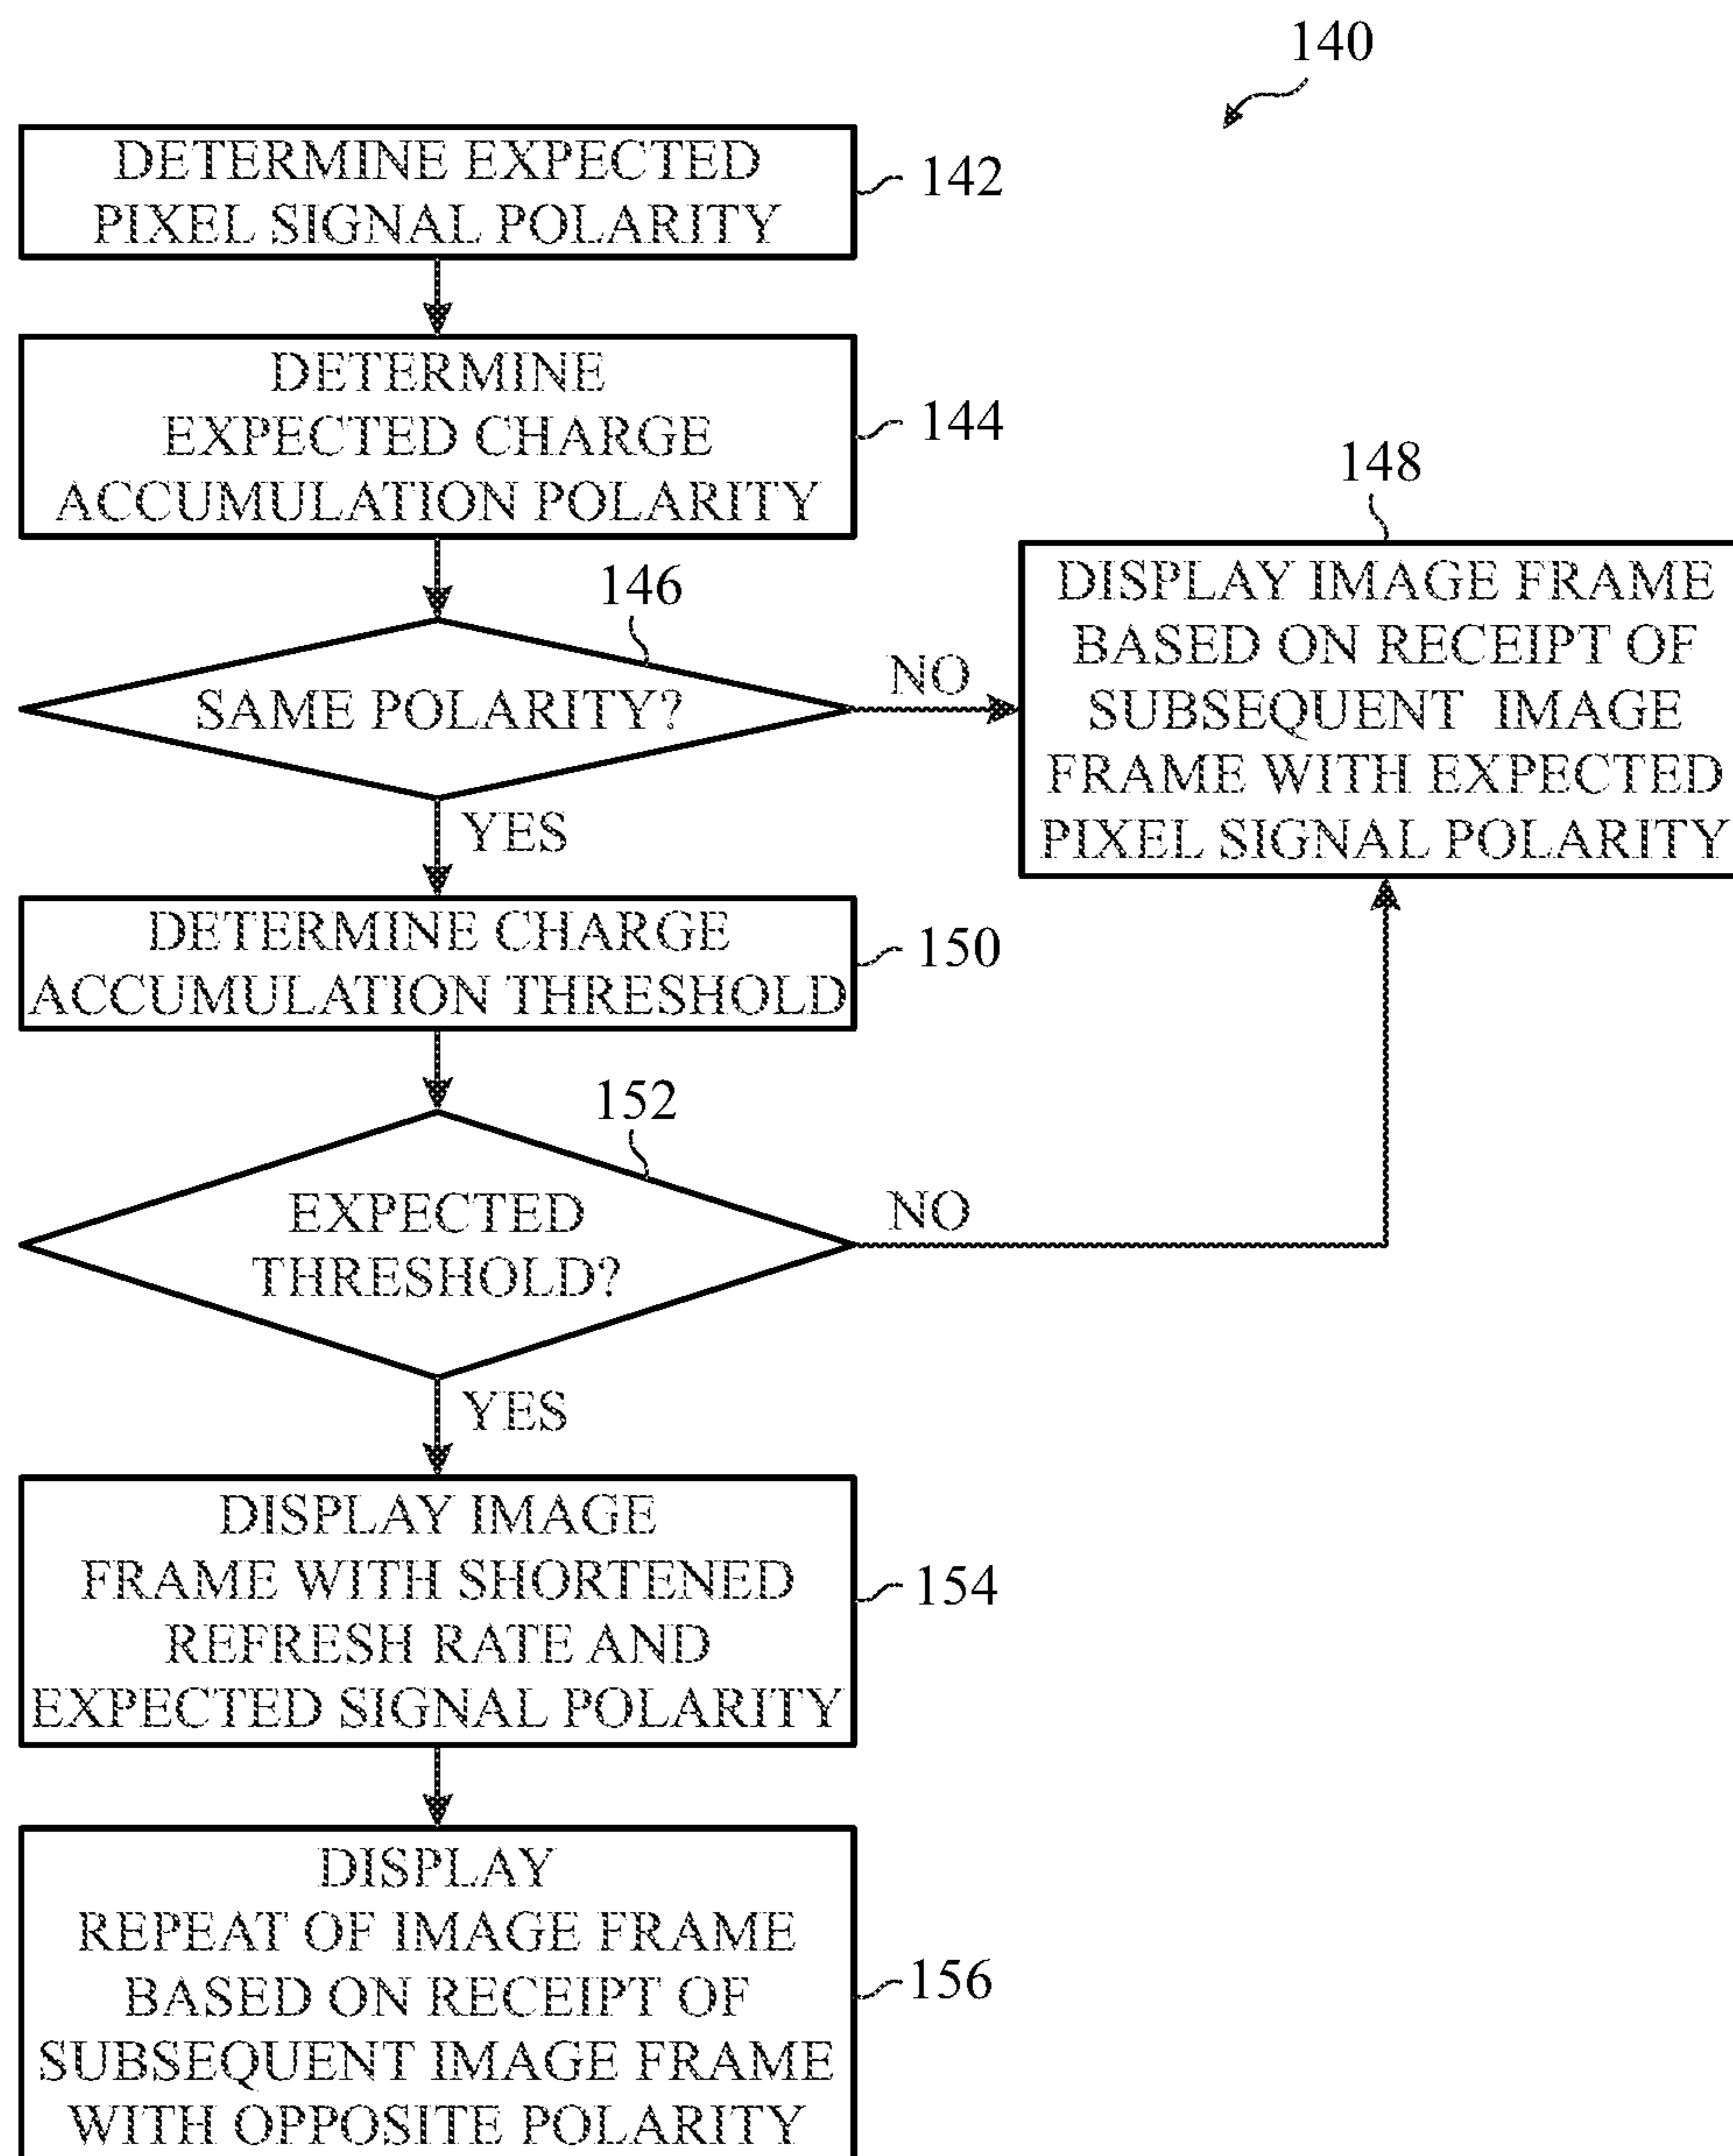 140
DETERMINE EXPECTED
PIXEL SIGNAL POLARITY
142
DETERMINE
EXPECTED CHARGE
ACCUMULATION POLARITY
144
146
SAME POLARITY?
NO
YES
148
DISPLAY IMAGE FRAME
BASED ON RECEIPT OF
SUBSEQUENT IMAGE
FRAME WITH EXPECTED
PIXEL SIGNAL POLARITY
DETERMINE CHARGE
ACCUMULATION THRESHOLD
150
152
EXPECTED
THRESHOLD?
NO
YES
DISPLAY IMAGE
FRAME WITH SHORTENED
REFRESH RATE AND
EXPECTED SIGNAL POLARITY
154
DISPLAY
REPEAT OF IMAGE FRAME
BASED ON RECEIPT OF
SUBSEQUENT IMAGE FRAME
WITH OPPOSITE POLARITY
156